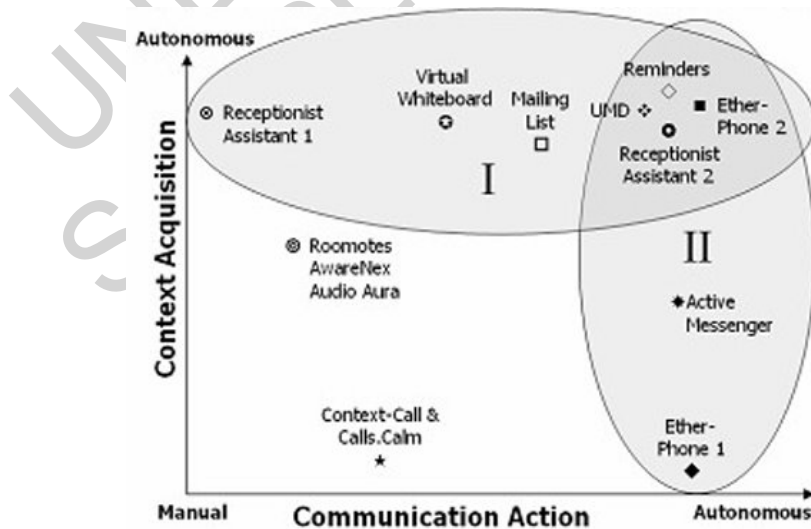 Autonomous
Virtual
Whiteboard
Mailing
List
Reminders
UMD
Ether-
Phone 2
Receptionist
Assistant 1
Receptionist
Assistant 2
I
II
Roomotes
AwareNex
Audio Aura
Active
Messenger
Context-Call &
Calls.Calm
Ether-
Phone 1
Context Acquisition
Manual
Communication Action
Autonomous